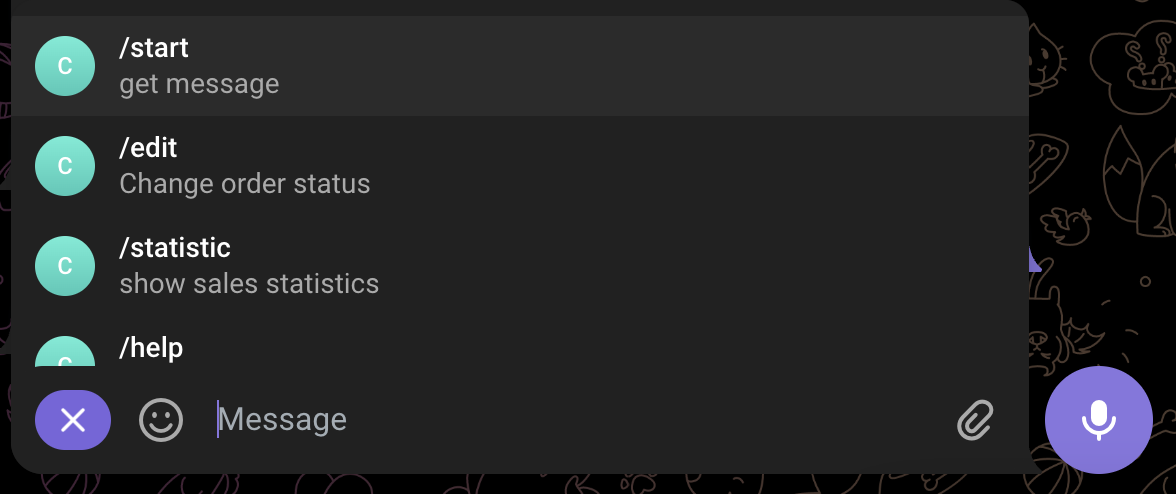 C
/start
get message
C
/edit
Change order status
C
/statistic
show sales statistics
C
/help
Message